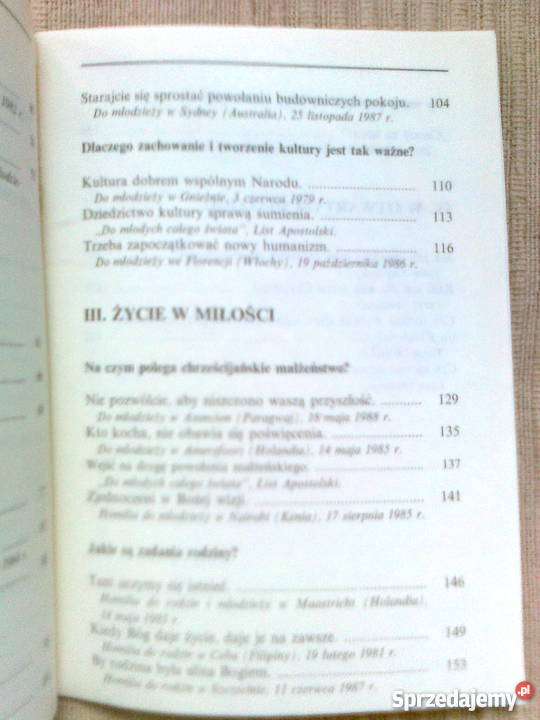 Starajcie się sprostać powołaniu budowniczych pokoju. 104
Do młodzieży w Sydney (Australia), 25 listopada 1987 r.
Dlaczego zachowanie i tworzenie kultury jest tak ważne?
Kultura dobrem wspólnym Narodu. 110
Do młodzieży w Gnieźnie, 3 czerwca 1979 r.
Dziedzictwo kultury sprawą sumienia. 113
„Do młodych całego świata", List Apostolski.
Trzeba zapoczątkować nowy humanizm. 116
Do młodzieży we Florencji (Włochy), 19 października 1986 r.
III. ŻYCIE W MIŁOŚCI
Na czym polega chrześcijańskie małżeństwo?
Nie pozwólcie, aby niszczono waszą przyszłość. 129
Do młodzieży w Asuncion (Paragwaj), 18 maja 1988 r.
Kto kocha, nie obawia się poświęcenia. 135
Do młodzieży w Amersfoort (Holandia), 14 maja 1985 r.
Wejść na drogę powołania małżeńskiego. 137
„Do młodych całego świata", List Apostolski.
Zjednoczeni w Bożej wizji. 141
Homilia do młodzieży w Nairobi (Kenia), 17 sierpnia 1985 r.
Jakie są zadania rodziny?
Tam uczymy się istnieć. 146
Homilia do rodzin i młodzieży w Maastricht (Holandia),
14 maja 1985 r.
Kiedy Bóg daje życie, daje je na zawsze. 149
Homilia do rodzin w Cebu (Filipiny), 19 lutego 1981 r.
By rodzina była silna Bogiem. 153
Homilia do rodzin w Szczecinie, 11 czerwca 1987 r.
Sprzedajemy.pl